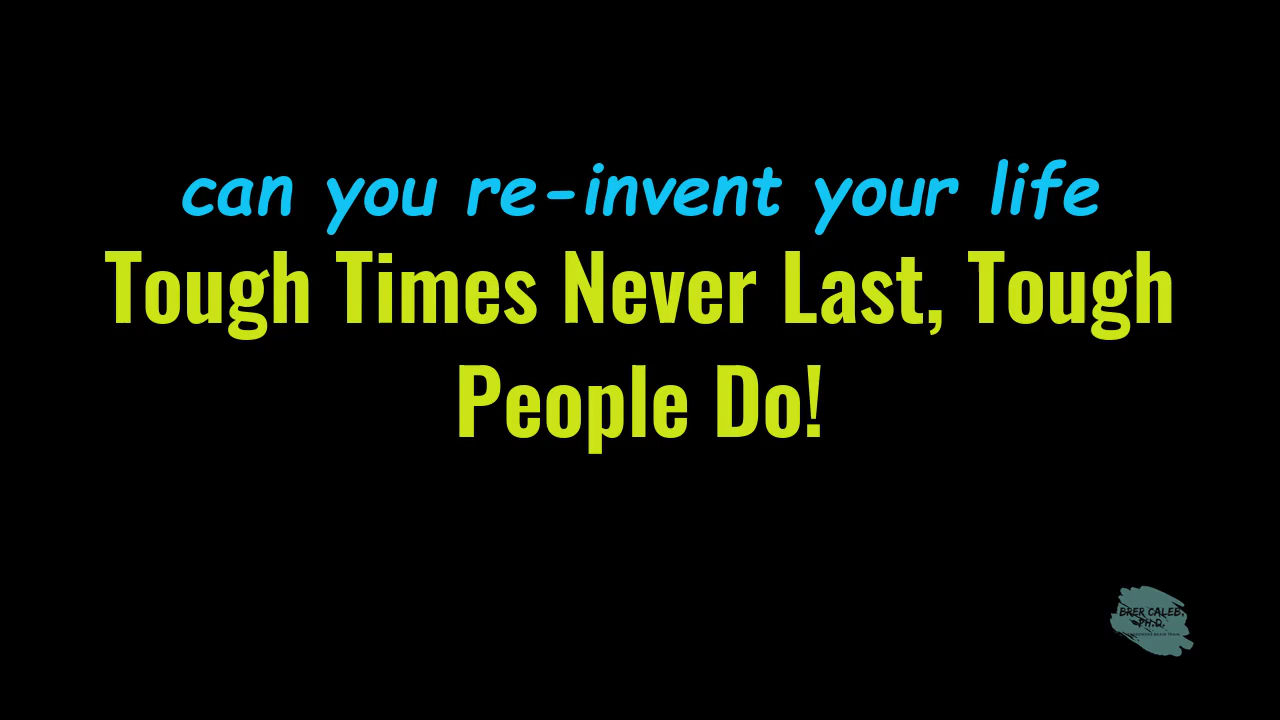 can you re-invent your life
Tough Times Never Last, Tough
People Do!
BRER CALEB,
PH.D.